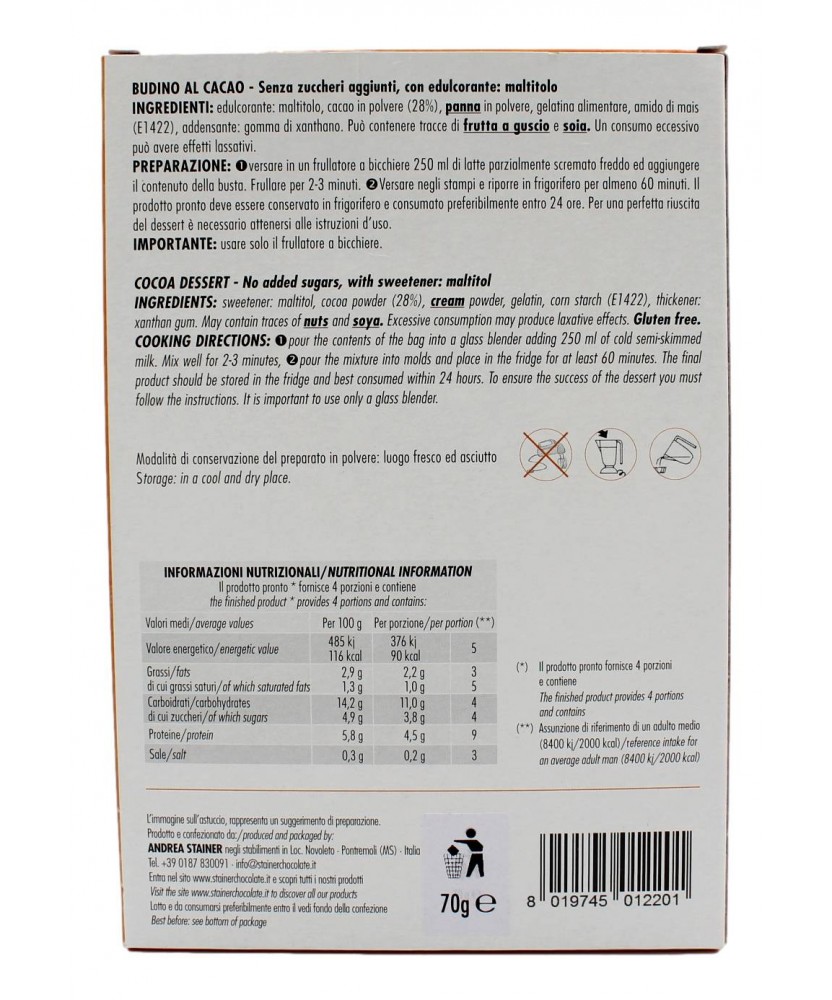 BUDINO AL CACAO - Senza zuccheri aggiunti, con edulcorante: maltitolo
INGREDIENTI: edulcorante: maltitolo, cacao in polvere (28%), panna in polvere, gelatina alimentare, amido di mais
(E1422), addensante: gomma di xanthano. Può contenere tracce di frutta a guscio e soia. Un consumo eccessivo
può avere effetti lassativi.
PREPARAZIONE: ❶versare in un frullatore a bicchiere 250 ml di latte parzialmente scremato freddo ed aggiungere
il contenuto della busta. Frullare per 2-3 minuti. ❷Versare negli stampi e riporre in frigorifero per almeno 60 minuti. Il
prodotto pronto deve essere conservato in frigorifero e consumato preferibilmente entro 24 ore. Per una perfetta riuscita
del dessert è necessario attenersi alle istruzioni d'uso.
IMPORTANTE: usare solo il frullatore a bicchiere.
COCOA DESSERT - No added sugars, with sweetener: maltitol
INGREDIENTS: sweetener: maltitol, cocoa powder (28%), cream powder, gelatin, corn starch (E1422), thickener:
xanthan gum. May contain traces of nuts and soya. Excessive consumption may produce laxative effects. Gluten free.
COOKING DIRECTIONS: ❶pour the contents of the bag into a glass blender adding 250 ml of cold semi-skimmed
milk. Mix well for 2-3 minutes, ❷pour the mixture into molds and place in the fridge for at least 60 minutes. The final
product should be stored in the fridge and best consumed within 24 hours. To ensure the success of the dessert you must
follow the instructions. It is important to use only a glass blender.
Modalità di conservazione del preparato in polvere: luogo fresco ed asciutto
Storage: in a cool and dry place.
INFORMAZIONI NUTRIZIONALI/NUTRITIONAL INFORMATION
Il prodotto pronto * fornisce 4 porzioni e contiene
the finished product * provides 4 portions and contains:
Valori medi/average values Per 100 g Per porzione/per portion (**)
Valore energetico/energetic value 485 kj 116 kcal 376 kj 90 kcal 5
Grassi/fats 2,9 g 2,2 g 3
di cui grassi saturi/of which saturated fats 1,3 g 1,0 g 5
Carboidrati/carbohydrates 14,2 g 11,0 g 4
di cui zuccheri/of which sugars 4,9 g 3,8 g 4
Proteine/protein 5,8 g 4,5 g 9
Sale/salt 0,3 g 0,2 g 3
(*) Il prodotto pronto fornisce 4 porzioni
e contiene
The finished product provides 4 portions
and contains
(**) Assunzione di riferimento di un adulto medio
(8400 kj/2000 kcal)/reference intake for
an average adult man (8400 kj/2000 kcal)
L'immagine sull'astuccio, rappresenta un suggerimento di preparazione.
Prodotto e confezionato da:/produced and packaged by:
ANDREA STAINER negli stabilimenti in Loc. Novoleto - Pontremoli (MS) - Italia
Tel. +39 0187 830091 - info@stainerchocolate.it
Entra nel sito www.stainerchocolate.it e scopri tutti i nostri prodotti
Visit the site www.stainerchocolate.it to discover all our products
Lotto e da consumarsi preferibilmente entro il vedi fondo della confezione
Best before: see bottom of package
70g ℮
8 019745 012201